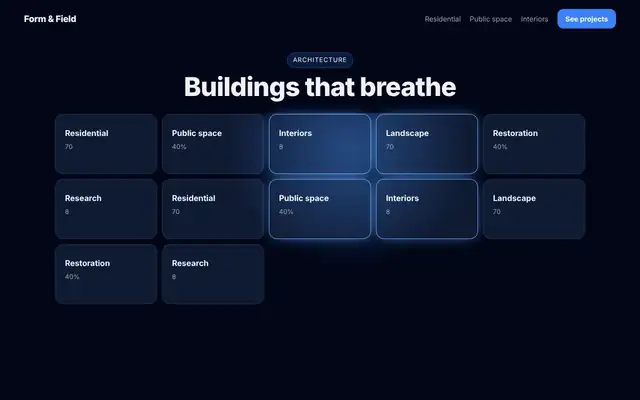 Form & Field
Residential
Public space
Interiors
See projects
ARCHITECTURE
Buildings that breathe
Residential
70
Public space
40%
Interiors
8
Landscape
70
Restoration
40%
Research
8
Residential
70
Public space
40%
Interiors
8
Landscape
70
Restoration
40%
Research
8